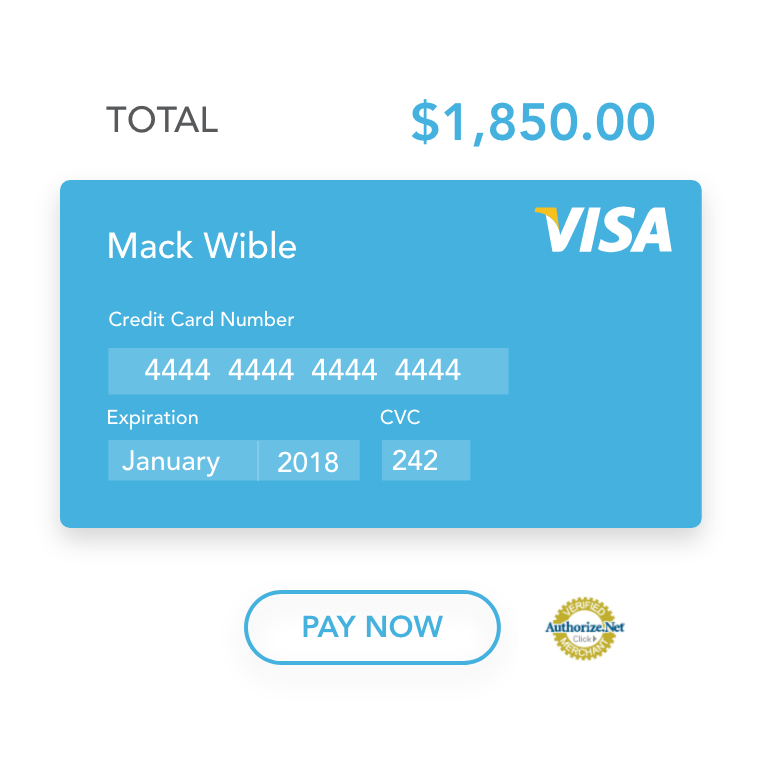 TOTAL $1,850.00
Mack Wible VISA
Credit Card Number
4444 4444 4444 4444
Expiration CVC
January 2018 242
PAY NOW
VERIFIED
Authorize.Net
Click
MERCHANT